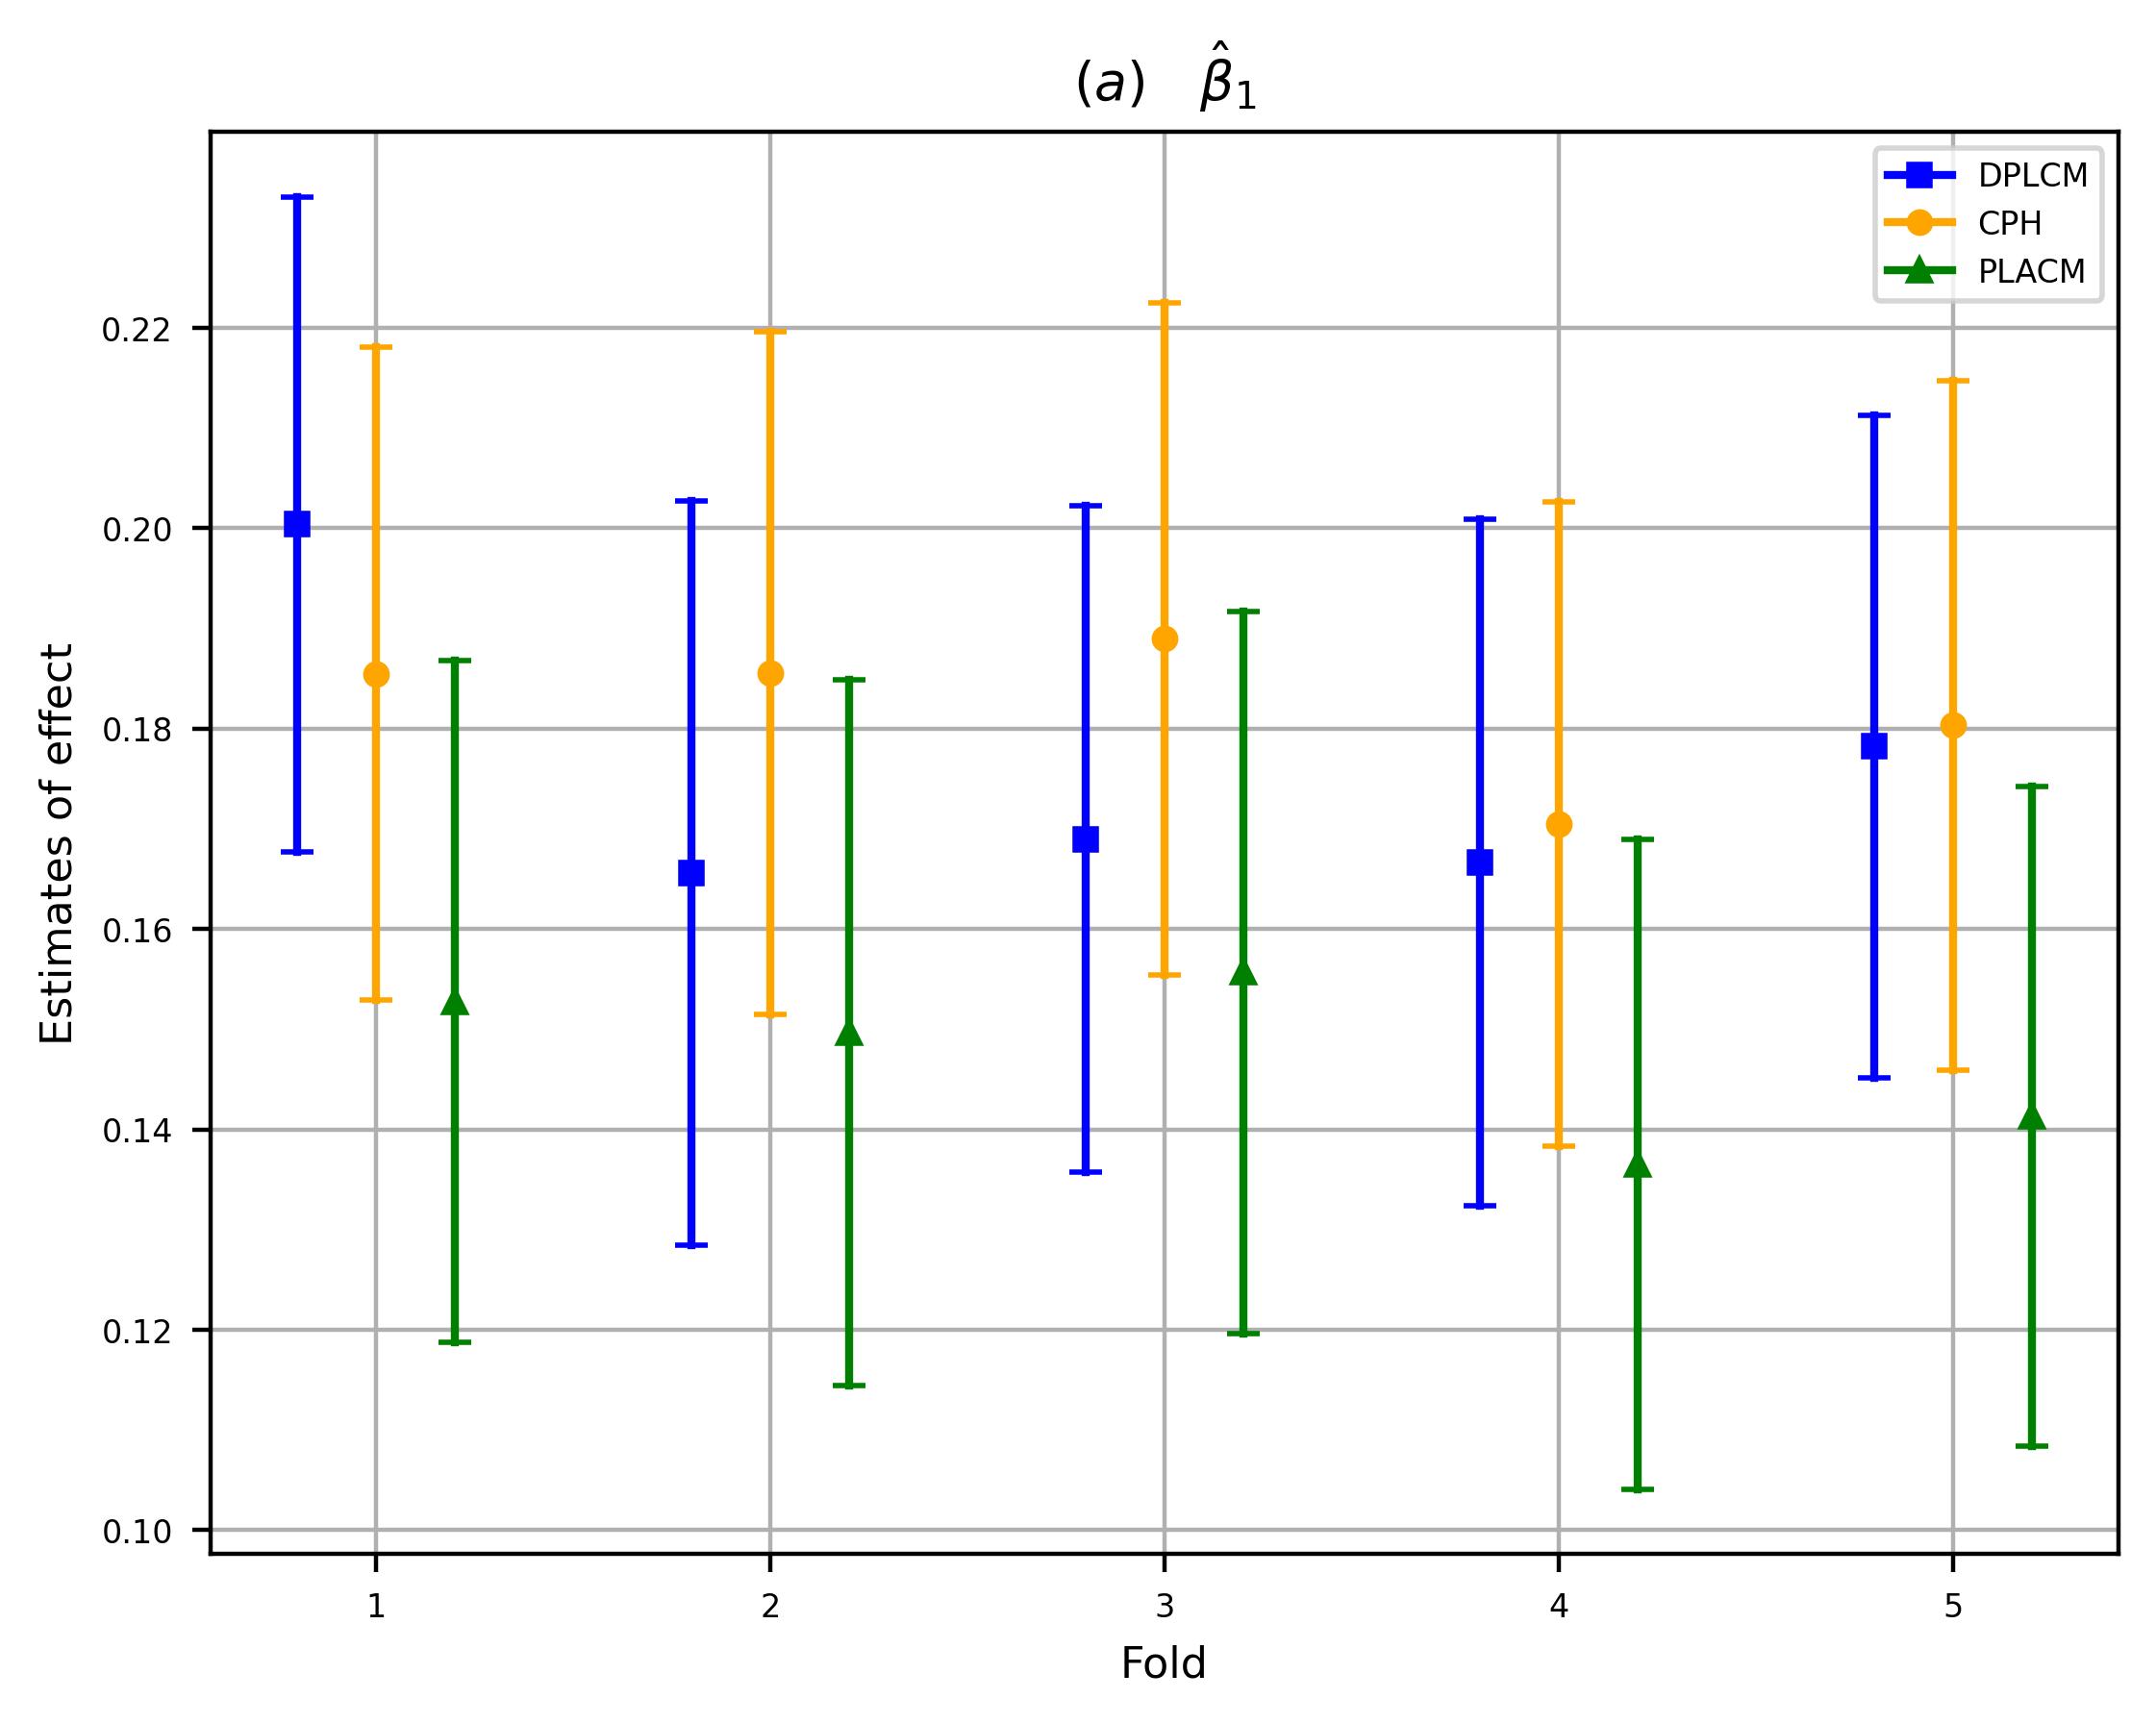 (a) β̂₁
DPLCM
CPH
PLACM
0.22
0.20
0.18
0.16
0.14
0.12
0.10
Estimates of effect
1 2 3 4 5
Fold